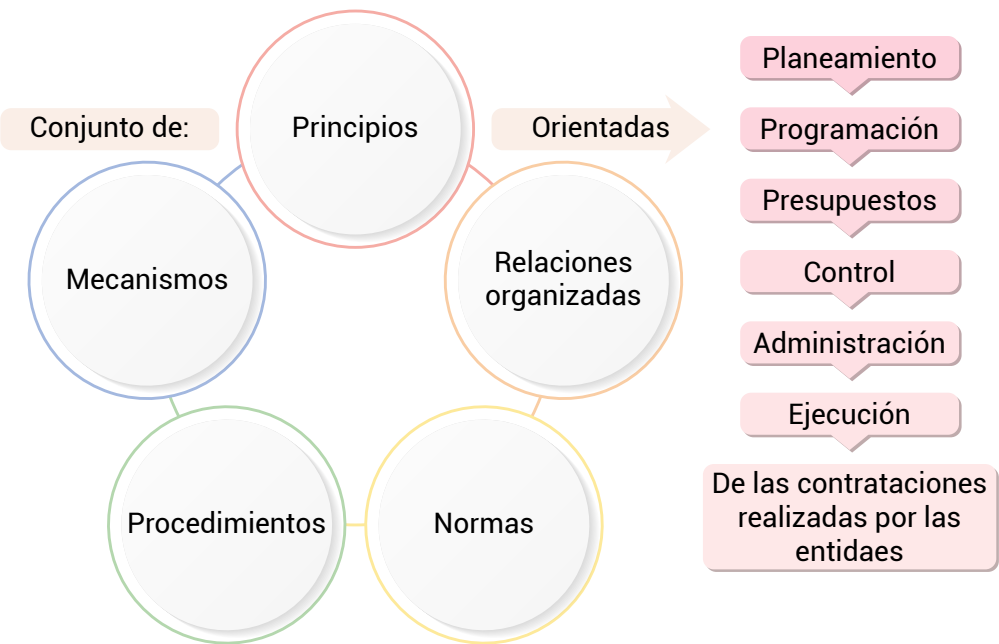 Conjunto de:
Principios
Relaciones
organizadas
Normas
Procedimientos
Mecanismos
Orientadas
Planeamiento
Programación
Presupuestos
Control
Administración
Ejecución
De las contrataciones
realizadas por las
entidaes